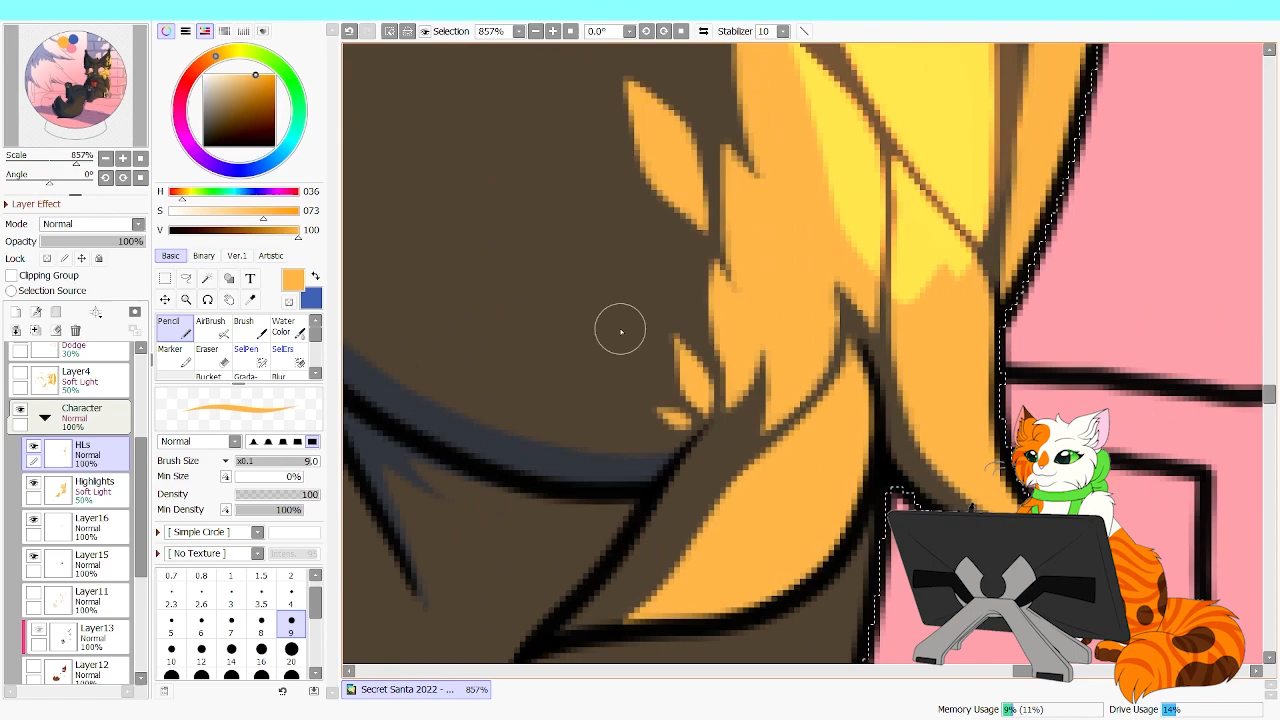 Selection 857% 0.0° Stabilizer 10
Scale 857%
Angle 0°
Layer Effect
Mode Normal
Opacity 100%
Lock
Clipping Group
Selection Source
Dodge
30%
Layer4
Soft Light
50%
Character
Normal
100%
HLs
Normal
100%
Highlights
Soft Light
50%
Layer16
Normal
100%
Layer15
Normal
100%
Layer11
Normal
100%
Layer13
Normal
100%
Layer12
Normal
H 036
S 073
V 100
Basic Binary Ver.1 Artistic
T
Pencil AirBrush Brush Water Color
Marker Eraser SelPen SelErs
Bucket Grada- Blur
Normal
Brush Size x0.1 9.0
Min Size 0%
Density 100
Min Density 100%
[ Simple Circle ]
[ No Texture ] Intens. 95
0.7 0.8 1 1.5 2
2.3 2.6 3 3.5 4
5 6 7 8 9
10 12 14 16 20
Secret Santa 2022 - ... 857%
Memory Usage 9% (11%) Drive Usage 14%